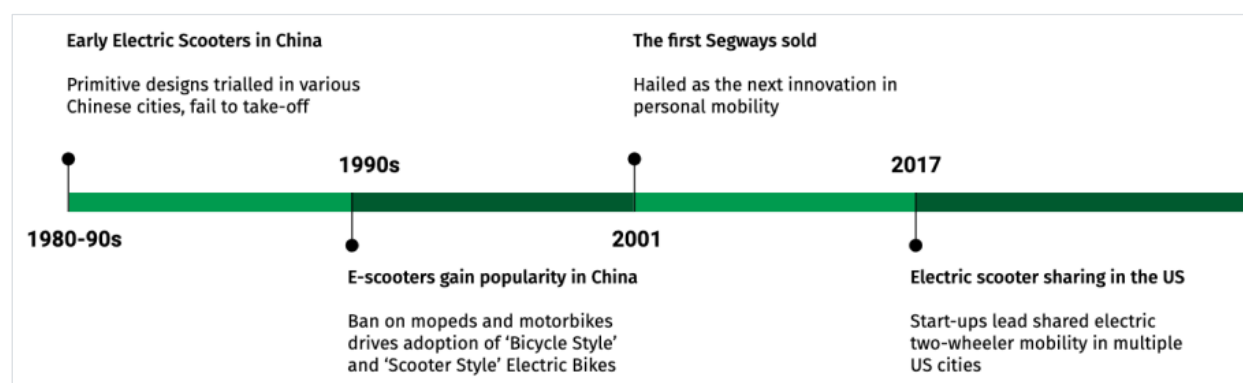 Early Electric Scooters in China
Primitive designs trialled in various
Chinese cities, fail to take-off
1980-90s
1990s
E-scooters gain popularity in China
Ban on mopeds and motorbikes
drives adoption of ‘Bicycle Style’
and ‘Scooter Style’ Electric Bikes
The first Segways sold
Hailed as the next innovation in
personal mobility
2001
2017
Electric scooter sharing in the US
Start-ups lead shared electric
two-wheeler mobility in multiple
US cities